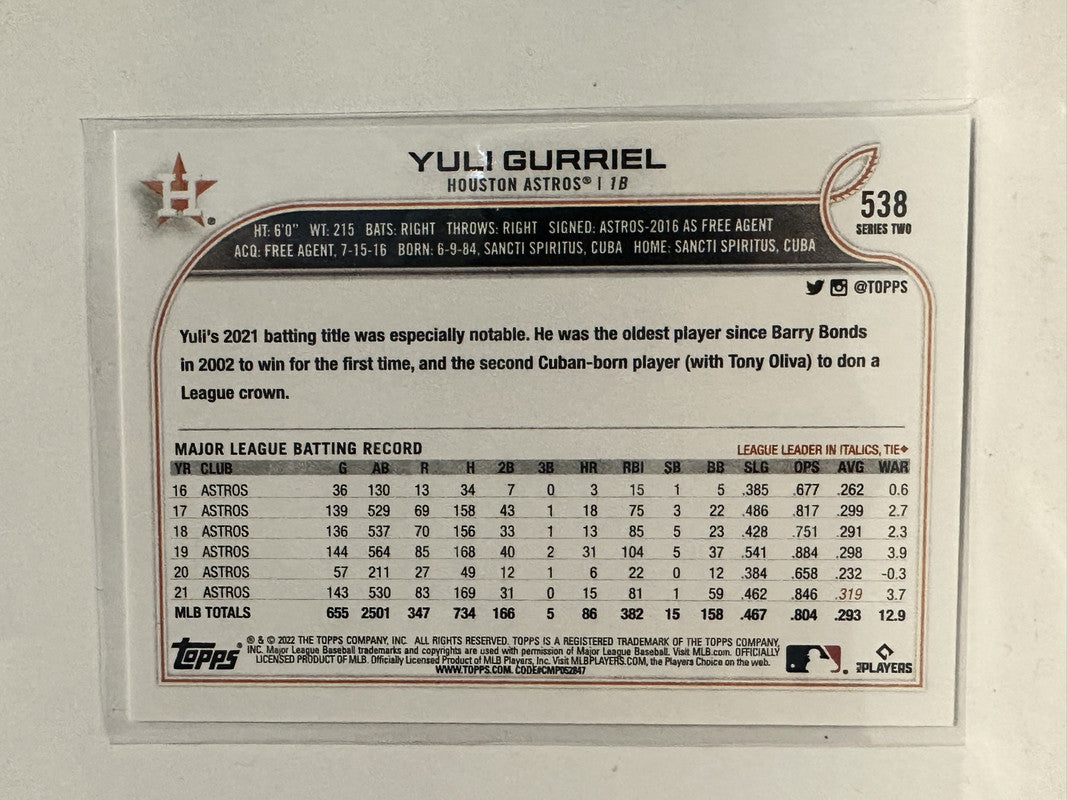 YULI GURRIEL
HOUSTON ASTROS® | 1B
538
SERIES TWO
H
®
HT: 6'0" WT: 215 BATS: RIGHT THROWS: RIGHT SIGNED: ASTROS-2016 AS FREE AGENT
ACQ: FREE AGENT, 7-15-16 BORN: 6-9-84, SANCTI SPIRITUS, CUBA HOME: SANCTI SPIRITUS, CUBA
@TOPPS
Yuli's 2021 batting title was especially notable. He was the oldest player since Barry Bonds
in 2002 to win for the first time, and the second Cuban-born player (with Tony Oliva) to don a
League crown.
MAJOR LEAGUE BATTING RECORD LEAGUE LEADER IN ITALICS, TIE◆
YR CLUB G AB R H 2B 3B HR RBI SB BB SLG OPS AVG WAR
16 ASTROS 36 130 13 34 7 0 3 15 1 5 .385 .677 .262 0.6
17 ASTROS 139 529 69 158 43 1 18 75 3 22 .486 .817 .299 2.7
18 ASTROS 136 537 70 156 33 1 13 85 5 23 .428 .751 .291 2.3
19 ASTROS 144 564 85 168 40 2 31 104 5 37 .541 .884 .298 3.9
20 ASTROS 57 211 27 49 12 1 6 22 0 12 .384 .658 .232 -0.3
21 ASTROS 143 530 83 169 31 0 15 81 1 59 .462 .846 .319 3.7
MLB TOTALS 655 2501 347 734 166 5 86 382 15 158 .467 .804 .293 12.9
Topps
® & © 2022 THE TOPPS COMPANY, INC. ALL RIGHTS RESERVED. TOPPS IS A REGISTERED TRADEMARK OF THE TOPPS COMPANY,
INC. Major League Baseball trademarks and copyrights are used with permission of Major League Baseball. Visit MLB.com. OFFICIALLY
LICENSED PRODUCT OF MLB. Officially Licensed Product of MLB Players, Inc. Visit MLBPLAYERS.COM, the Players Choice on the web.
WWW.TOPPS.COM. CODE#CMP052847
PLAYERS